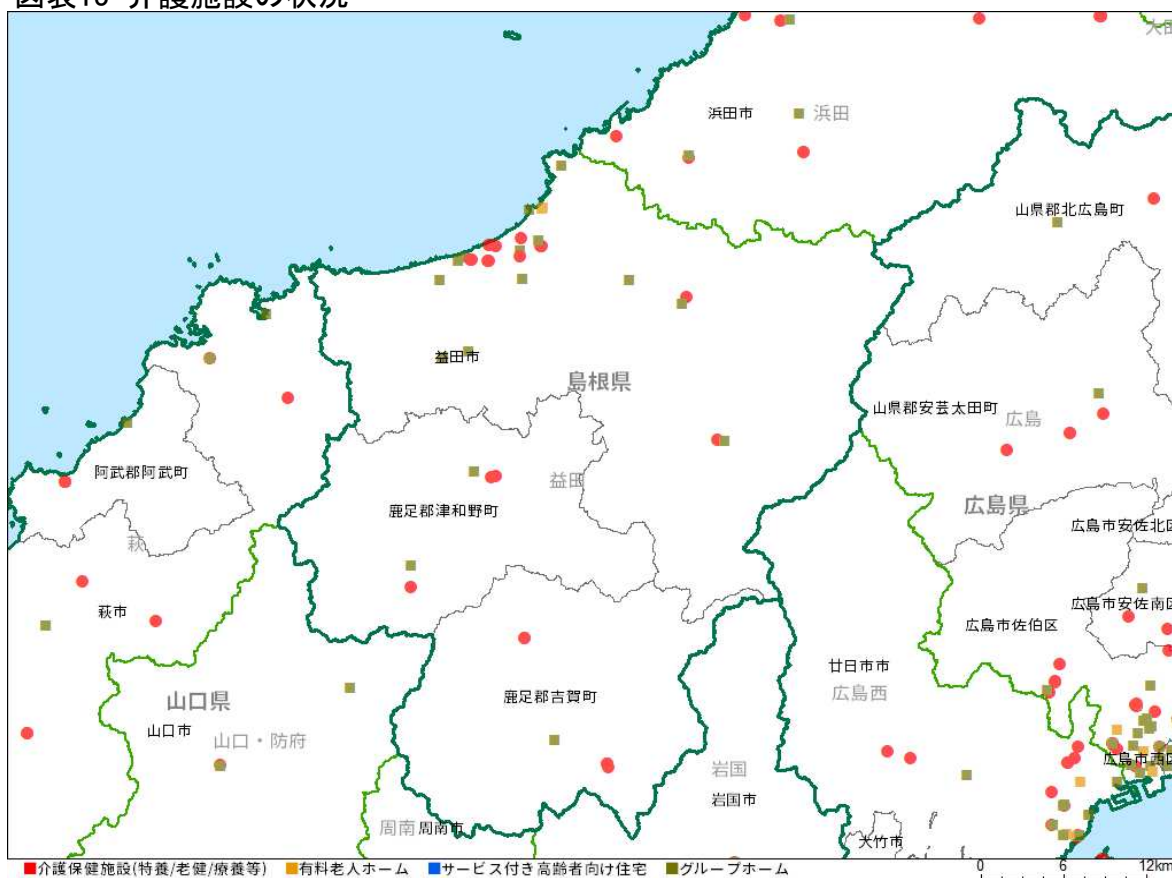 図表10 介護施設の状況
大田
浜田市
浜田
山県郡北広島町
益田市
島根県
山県郡安芸太田町
広島
阿武郡阿武町
益田
鹿足郡津和野町
広島県
広島市安佐北区
萩
萩市
広島市安佐南区
広島市佐伯区
廿日市市
広島西
鹿足郡吉賀町
山口県
山口市
山口・防府
広島市西区
岩国
岩国市
周南
周南市
大竹市
介護保健施設(特養/老健/療養等)
有料老人ホーム
サービス付き高齢者向け住宅
グループホーム
0 6 12km